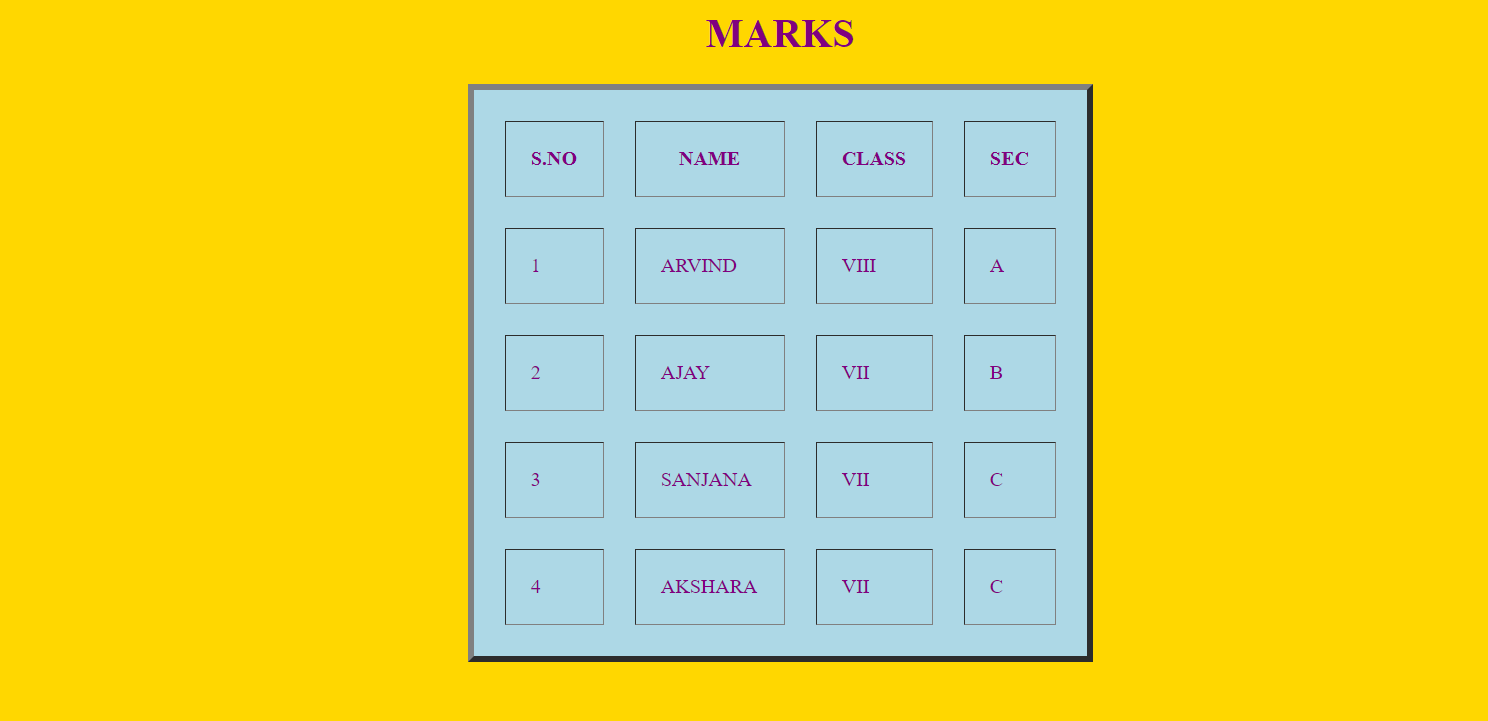 MARKS
S.NO NAME CLASS SEC
1 ARVIND VIII A
2 AJAY VII B
3 SANJANA VII C
4 AKSHARA VII C